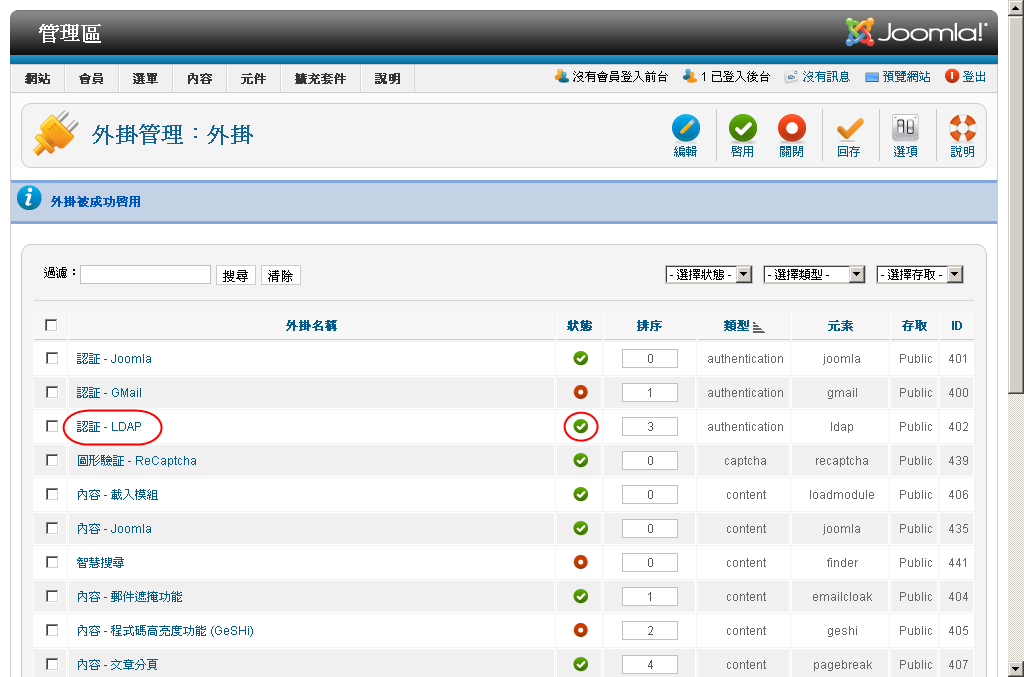 管理區
Joomla!
網站 會員 選單 內容 元件 擴充套件 說明 沒有會員登入前台 1 已登入後台 沒有訊息 預覽網站 登出
外掛管理：外掛 編輯 啓用 關閉 回存 選項 說明
外掛被成功啓用
過濾： 搜尋 清除 - 選擇狀態 - - 選擇類型 - - 選擇存取 -
外掛名稱 狀態 排序 類型 元素 存取 ID
認証 - Joomla 0 authentication joomla Public 401
認証 - GMail 1 authentication gmail Public 400
認証 - LDAP 3 authentication ldap Public 402
圖形驗証 - ReCaptcha 0 captcha recaptcha Public 439
內容 - 載入模組 0 content loadmodule Public 406
內容 - Joomla 0 content joomla Public 435
智慧搜尋 0 content finder Public 441
內容 - 郵件遮掩功能 1 content emailcloak Public 404
內容 - 程式碼高亮度功能 (GeSHi) 2 content geshi Public 405
內容 - 文章分頁 4 content pagebreak Public 407